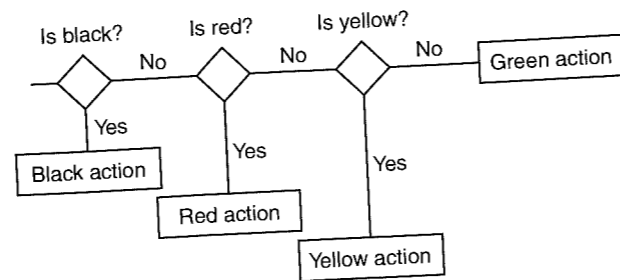 Is black?
Is red?
Is yellow?
No
No
No
Green action
Yes
Yes
Yes
Black action
Red action
Yellow action